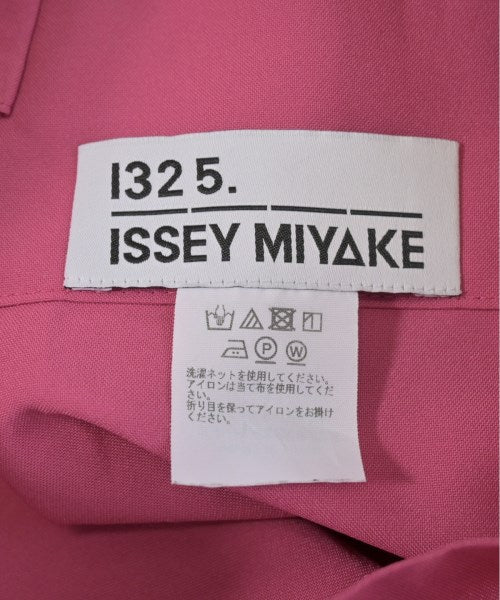 132 5.
ISSEY MIYAKE
P W
洗濯ネットを使用してください。
アイロンは当て布を使用してくだ
さい。
折り目を保ってアイロンをお掛け
ください。